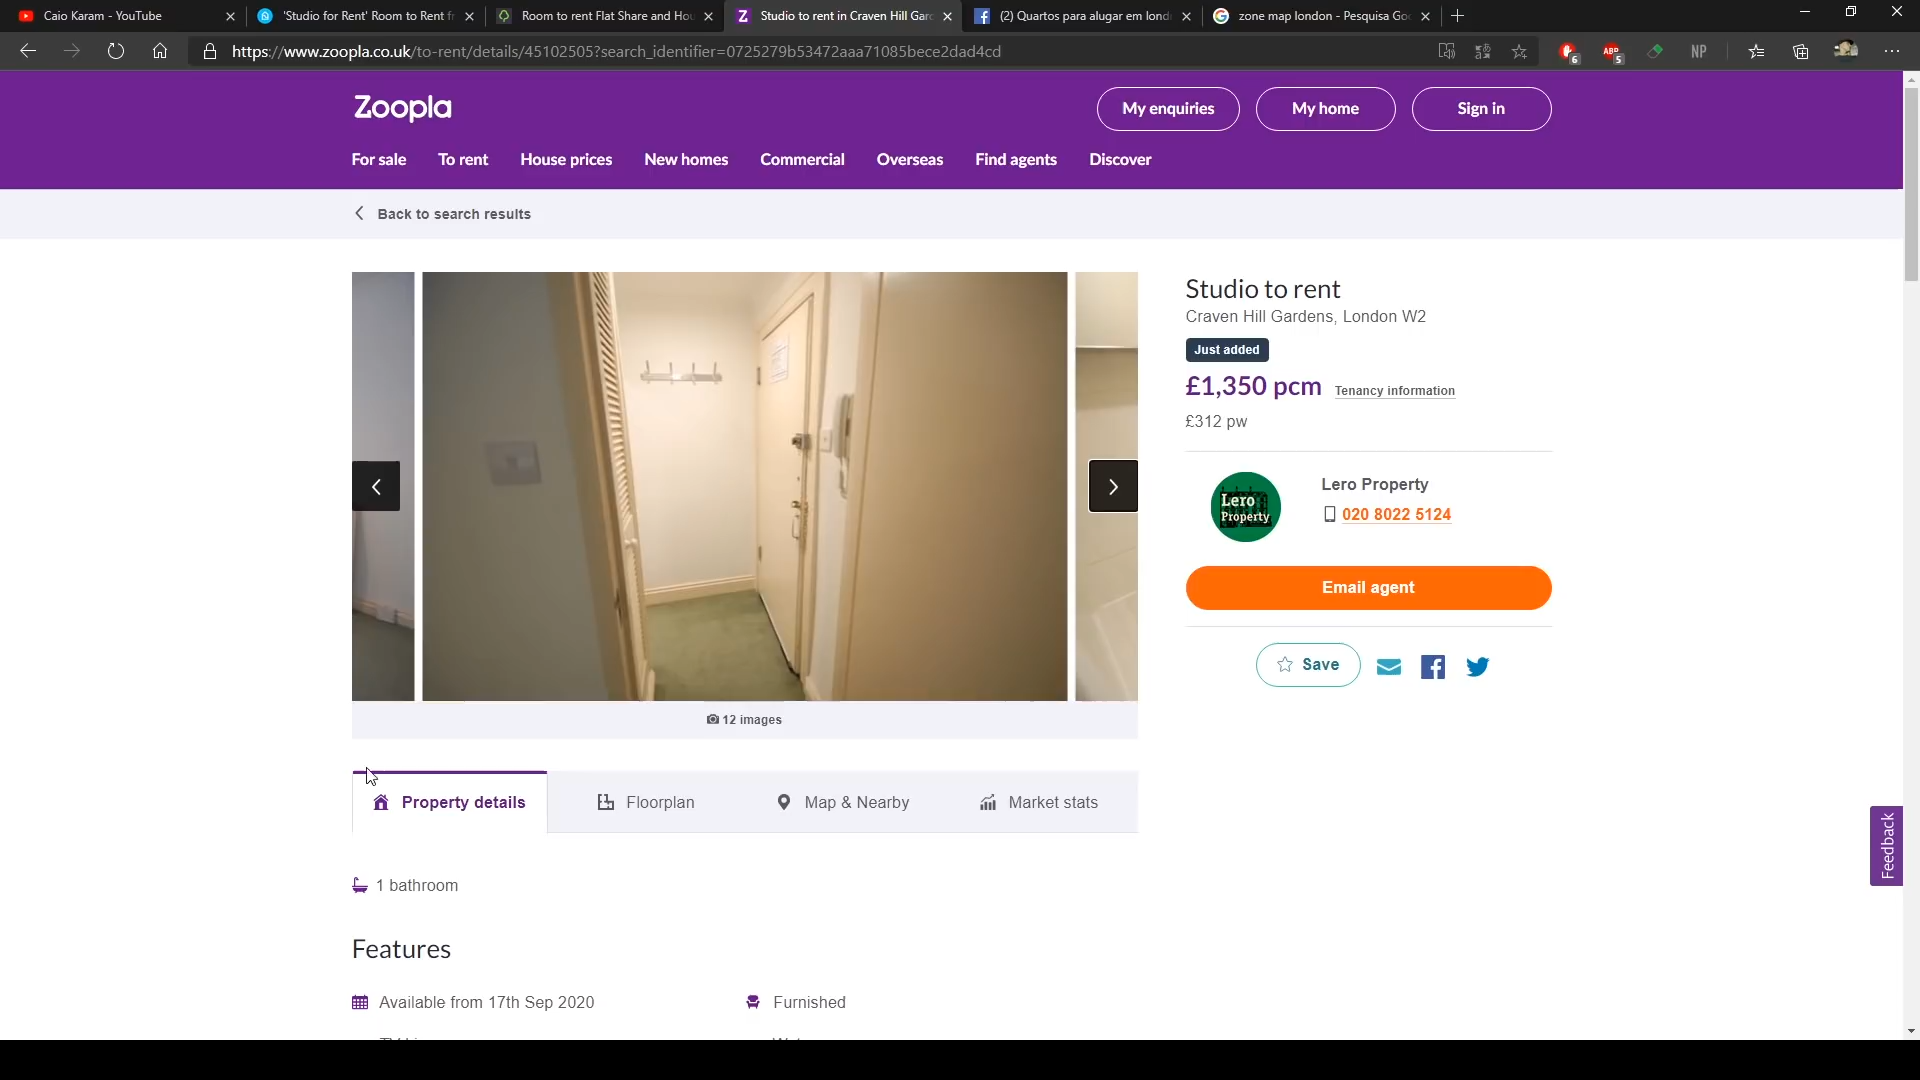 Caio Karam - YouTube
'Studio for Rent' Room to Rent fr
Room to rent Flat Share and Hou
Studio to rent in Craven Hill Gard
(2) Quartos para alugar em lond
zone map london - Pesquisa Go
https://www.zoopla.co.uk/to-rent/details/45102505?search_identifier=0725279b53472aaa71085bece2dad4cd
6
ABP
5
NP
Zoopla
My enquiries
My home
Sign in
For sale
To rent
House prices
New homes
Commercial
Overseas
Find agents
Discover
Back to search results
Studio to rent
Craven Hill Gardens, London W2
Just added
£1,350 pcm
Tenancy information
£312 pw
Lero
Property
Lero Property
020 8022 5124
Email agent
Save
12 images
Property details
Floorplan
Map & Nearby
Market stats
1 bathroom
Features
Available from 17th Sep 2020
Furnished
Feedback